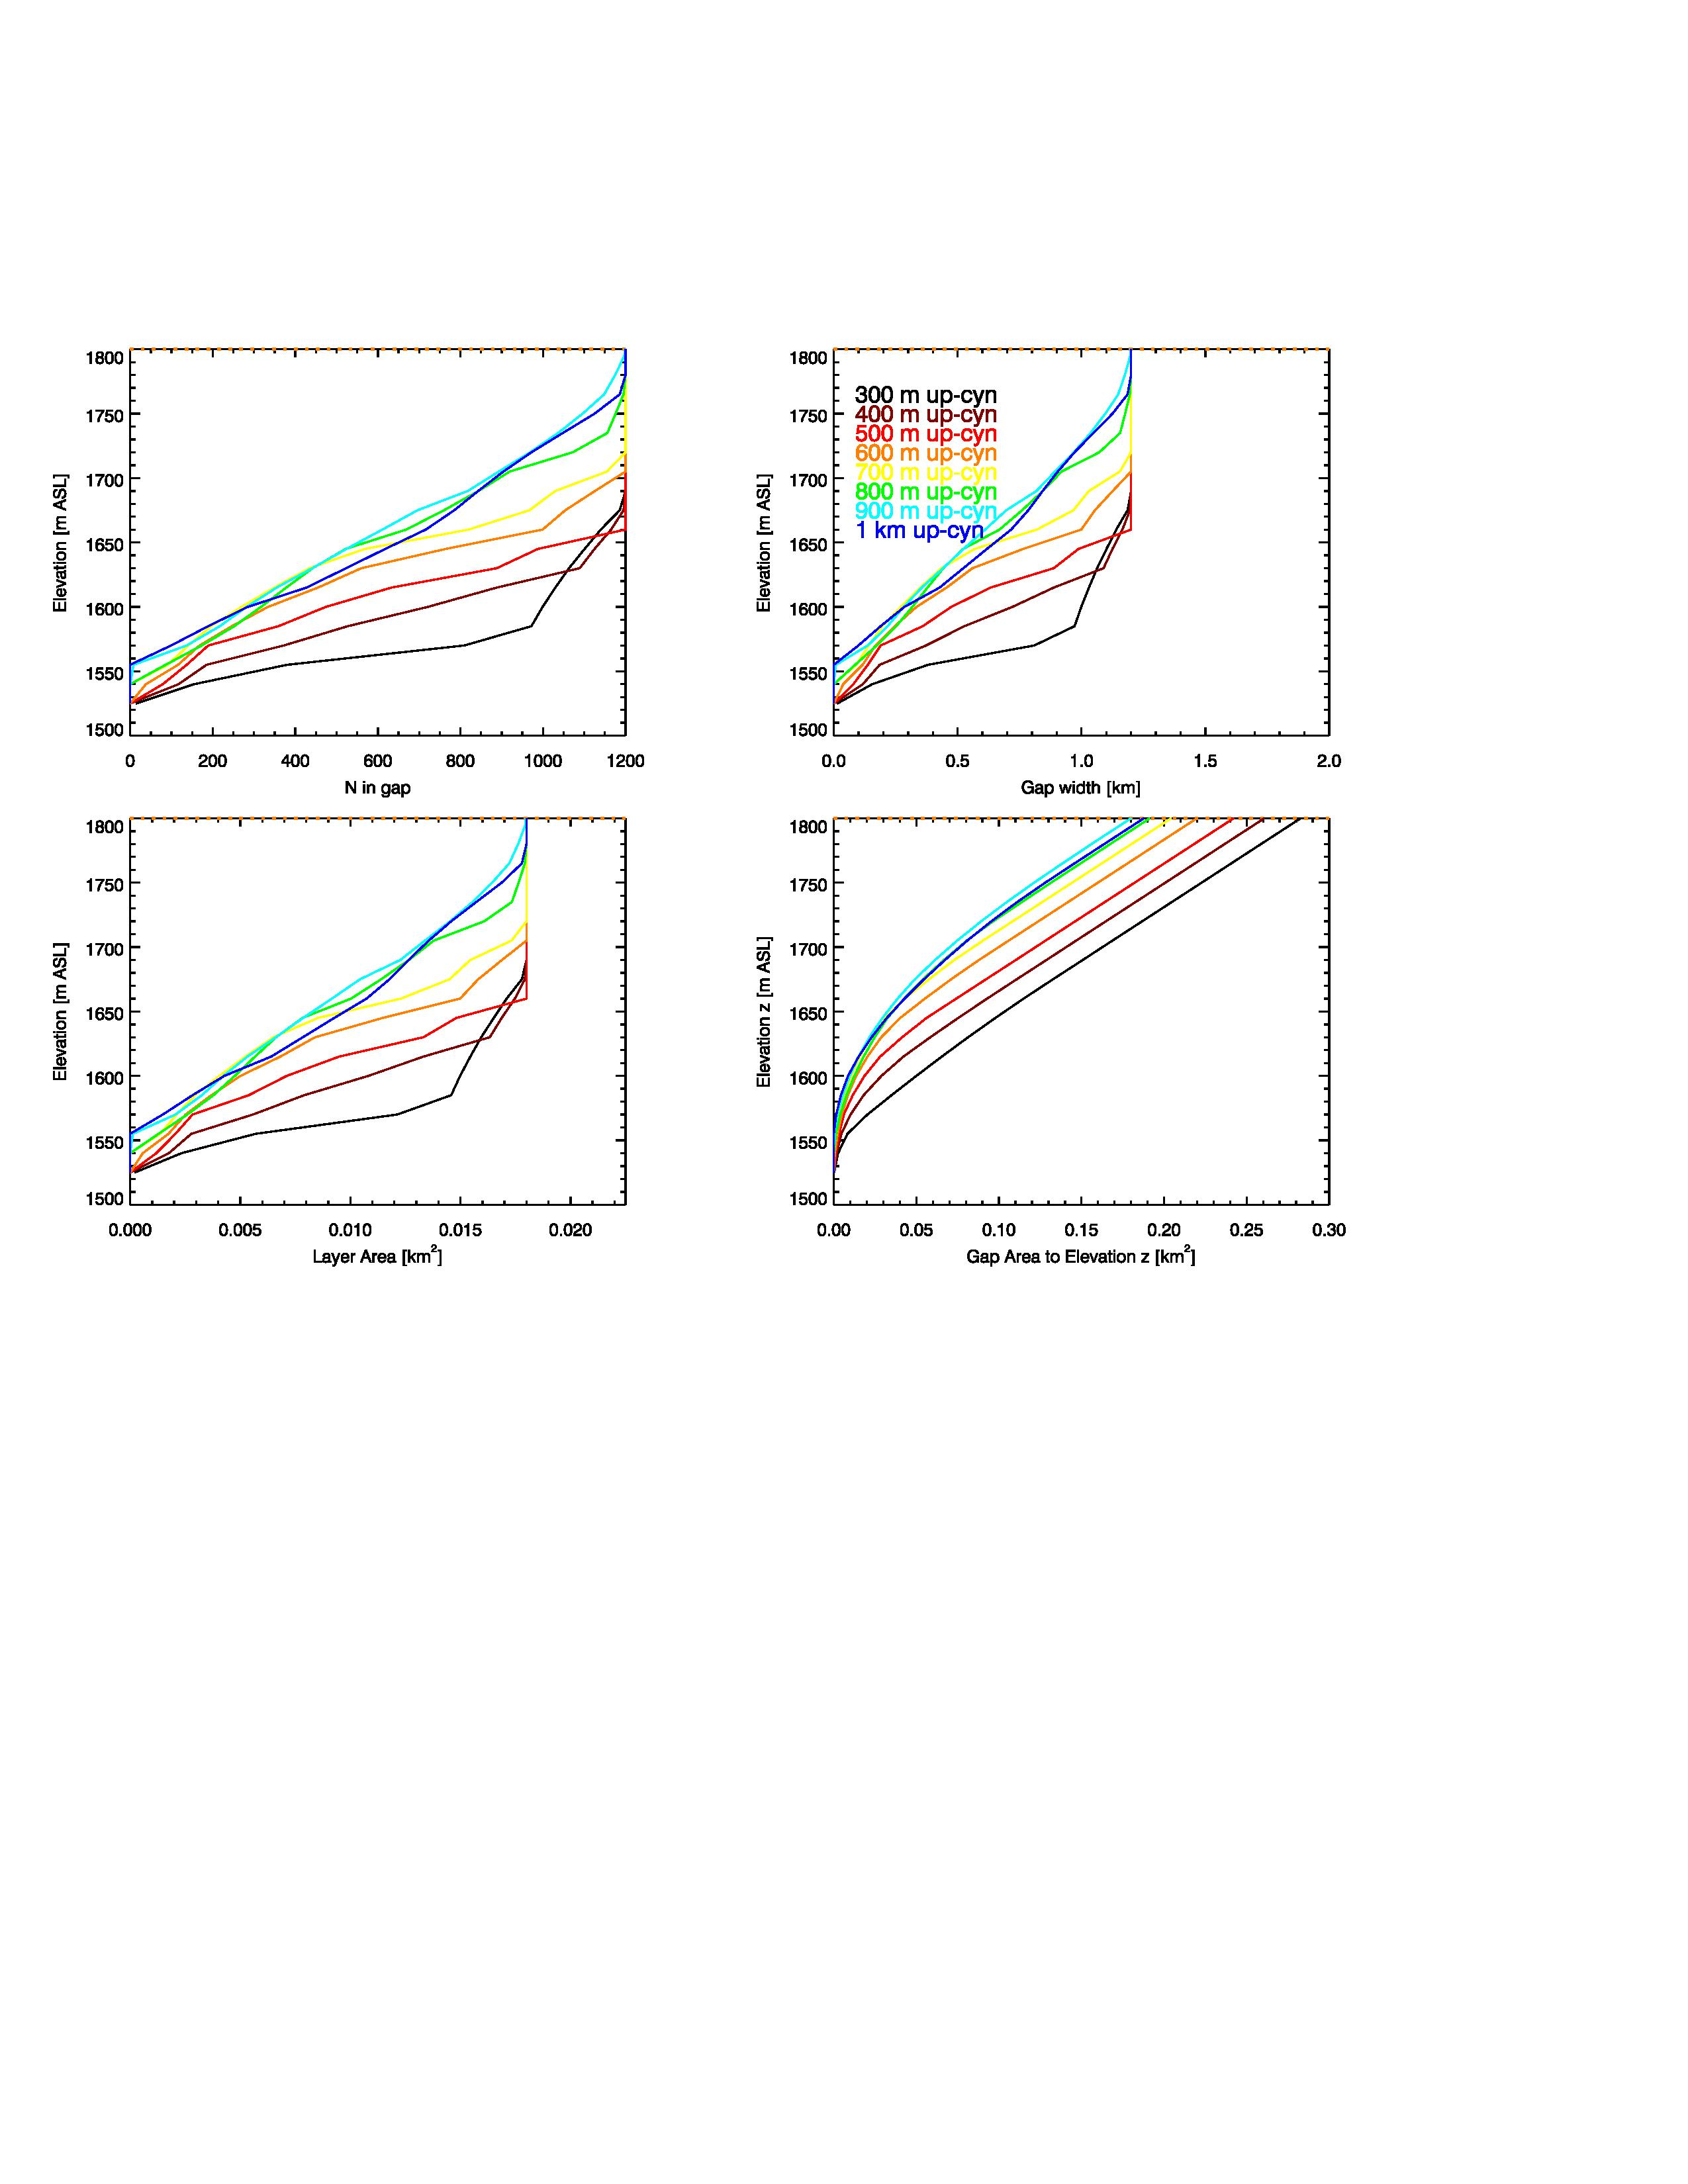 1800
1750
1700
1650
1600
1550
1500
Elevation [m ASL]
0 200 400 600 800 1000 1200
N in gap
1800
1750
1700
1650
1600
1550
1500
Elevation [m ASL]
300 m up-cyn
400 m up-cyn
500 m up-cyn
600 m up-cyn
700 m up-cyn
800 m up-cyn
900 m up-cyn
1 km up-cyn
0.0 0.5 1.0 1.5 2.0
Gap width [km]
1800
1750
1700
1650
1600
1550
1500
Elevation [m ASL]
0.000 0.005 0.010 0.015 0.020
Layer Area [km²]
1800
1750
1700
1650
1600
1550
1500
Elevation z [m ASL]
0.00 0.05 0.10 0.15 0.20 0.25 0.30
Gap Area to Elevation z [km²]